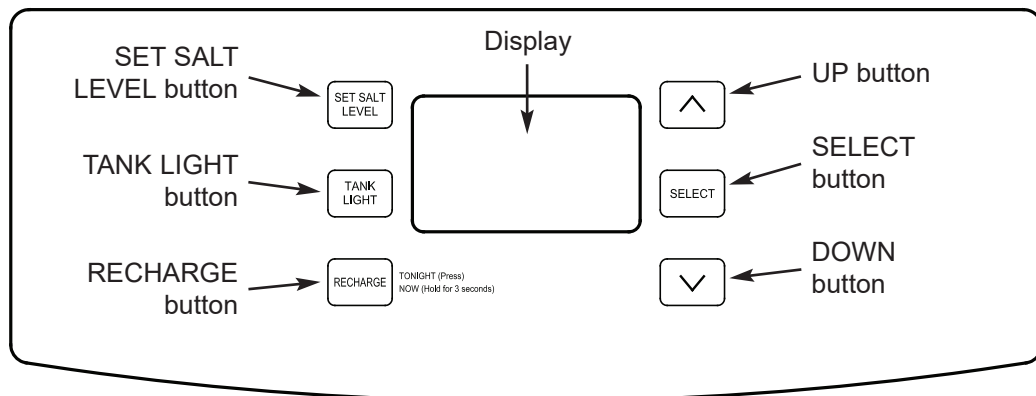 Display
SET SALT
LEVEL button
SET SALT
LEVEL
UP button
TANK LIGHT
button
TANK
LIGHT
SELECT
SELECT
button
RECHARGE
button
RECHARGE
TONIGHT (Press)
NOW (Hold for 3 seconds)
DOWN
button